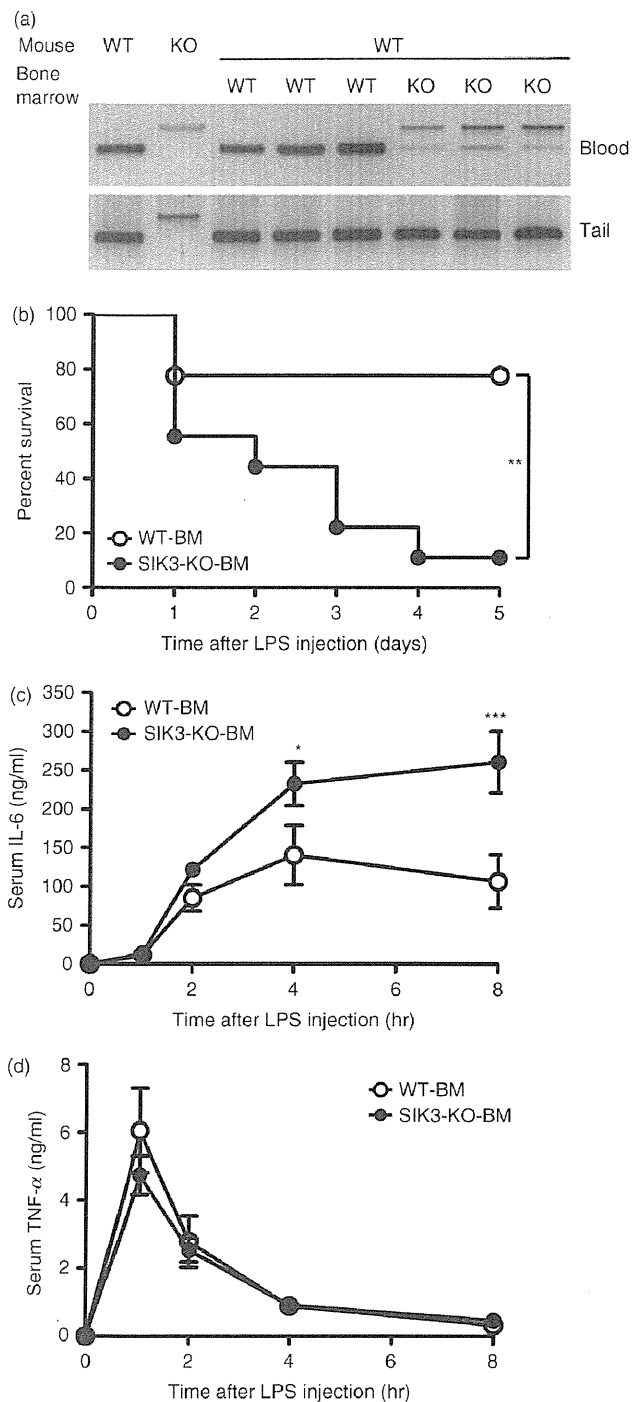 (a)
Mouse WT KO WT
Bone marrow WT WT WT KO KO KO
Blood
Tail
(b)
100
80
60
40
20
0
Percent survival
**
WT-BM
SIK3-KO-BM
0 1 2 3 4 5
Time after LPS injection (days)
(c)
350
300
250
200
150
100
50
0
Serum IL-6 (ng/ml)
WT-BM
SIK3-KO-BM
*
***
0 2 4 6 8
Time after LPS injection (hr)
(d)
8
6
4
2
0
Serum TNF-α (ng/ml)
WT-BM
SIK3-KO-BM
0 2 4 6 8
Time after LPS injection (hr)